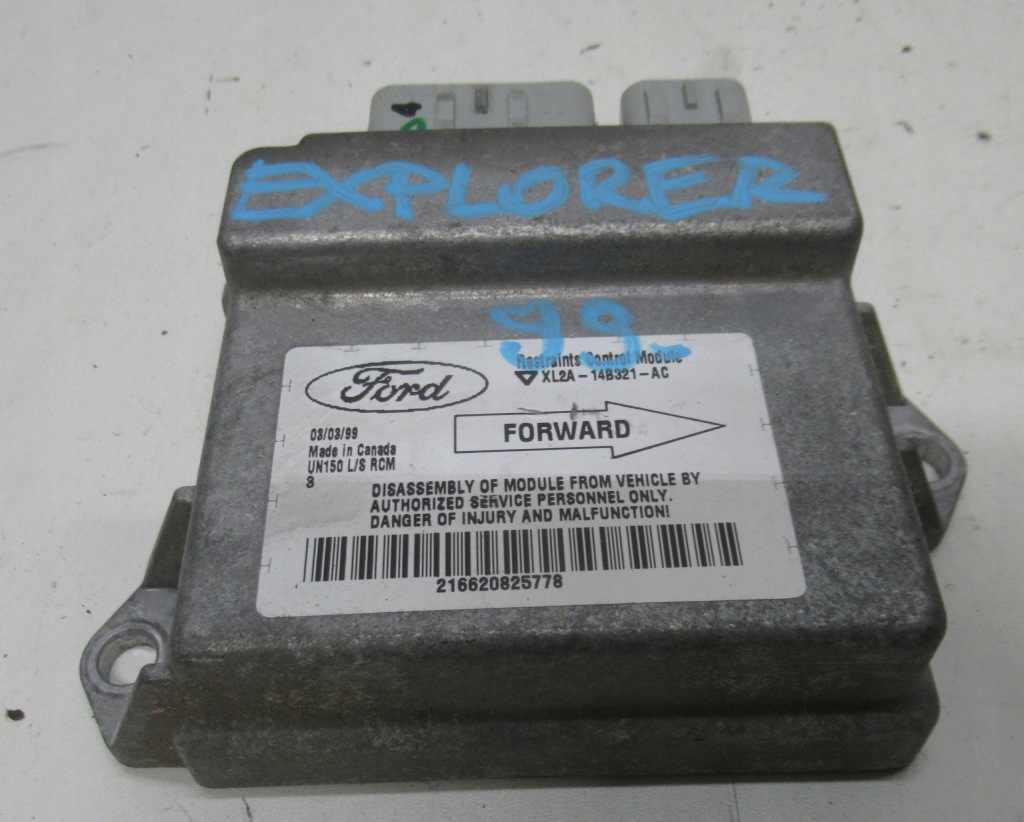 EXPLORER
99
Restraints Control Module
Ford
XL2A-14B321-AC
FORWARD
03/03/99
Made in Canada
UN150 L/S RCM
3
DISASSEMBLY OF MODULE FROM VEHICLE BY
AUTHORIZED SERVICE PERSONNEL ONLY.
DANGER OF INJURY AND MALFUNCTION!
216620825778